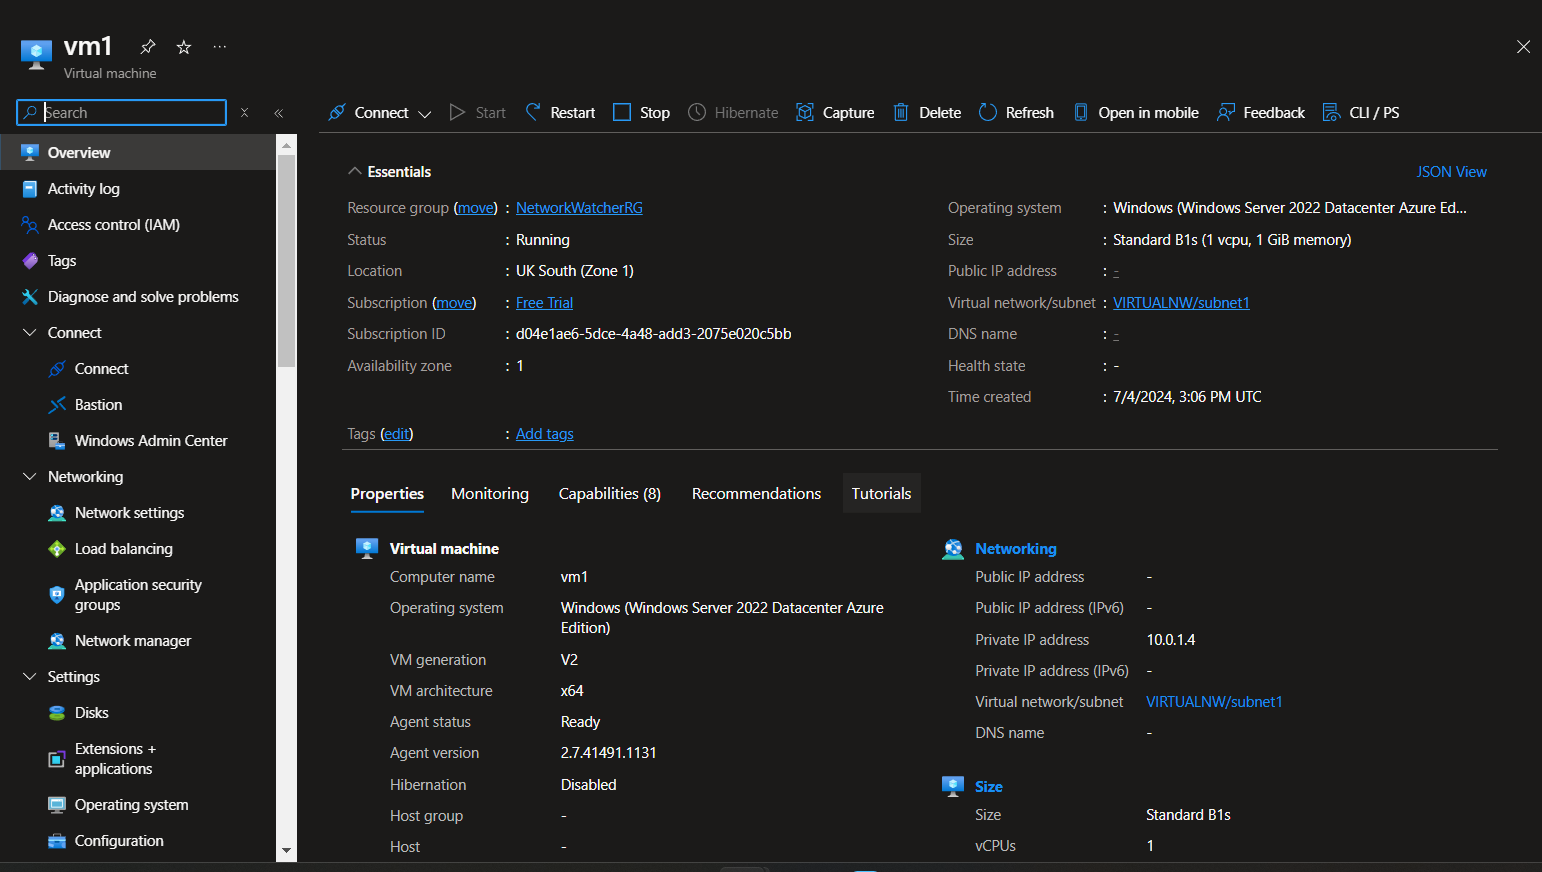 vm1
Virtual machine
Search
Overview
Activity log
Access control (IAM)
Tags
Diagnose and solve problems
Connect
Connect
Bastion
Windows Admin Center
Networking
Network settings
Load balancing
Application security
groups
Network manager
Settings
Disks
Extensions +
applications
Operating system
Configuration
Connect Start Restart Stop Hibernate Capture Delete Refresh Open in mobile Feedback CLI / PS
Essentials
JSON View
Resource group (move) : NetworkWatcherRG
Status : Running
Location : UK South (Zone 1)
Subscription (move) : Free Trial
Subscription ID : d04e1ae6-5dce-4a48-add3-2075e020c5bb
Availability zone : 1
Operating system : Windows (Windows Server 2022 Datacenter Azure Ed...
Size : Standard B1s (1 vcpu, 1 GiB memory)
Public IP address : -
Virtual network/subnet : VIRTUALNW/subnet1
DNS name : -
Health state : -
Time created : 7/4/2024, 3:06 PM UTC
Tags (edit) : Add tags
Properties Monitoring Capabilities (8) Recommendations Tutorials
Virtual machine
Computer name vm1
Operating system Windows (Windows Server 2022 Datacenter Azure
Edition)
VM generation V2
VM architecture x64
Agent status Ready
Agent version 2.7.41491.1131
Hibernation Disabled
Host group -
Host -
Networking
Public IP address -
Public IP address (IPv6) -
Private IP address 10.0.1.4
Private IP address (IPv6) -
Virtual network/subnet VIRTUALNW/subnet1
DNS name -
Size
Size Standard B1s
vCPUs 1